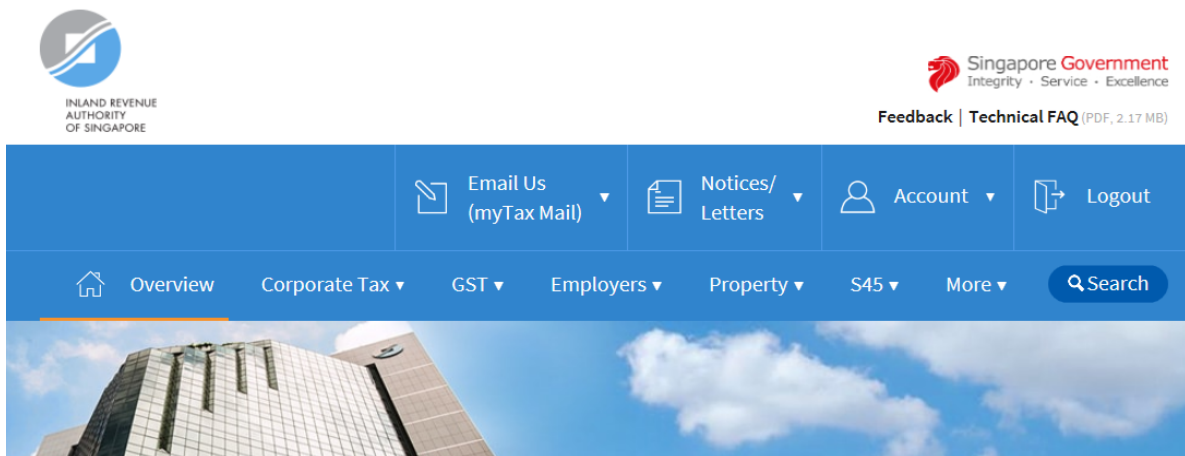 INLAND REVENUE
AUTHORITY
OF SINGAPORE
Singapore Government
Integrity · Service · Excellence
Feedback | Technical FAQ (PDF, 2.17 MB)
Email Us
(myTax Mail)
Notices/
Letters
Account
Logout
Overview
Corporate Tax
GST
Employers
Property
S45
More
Search